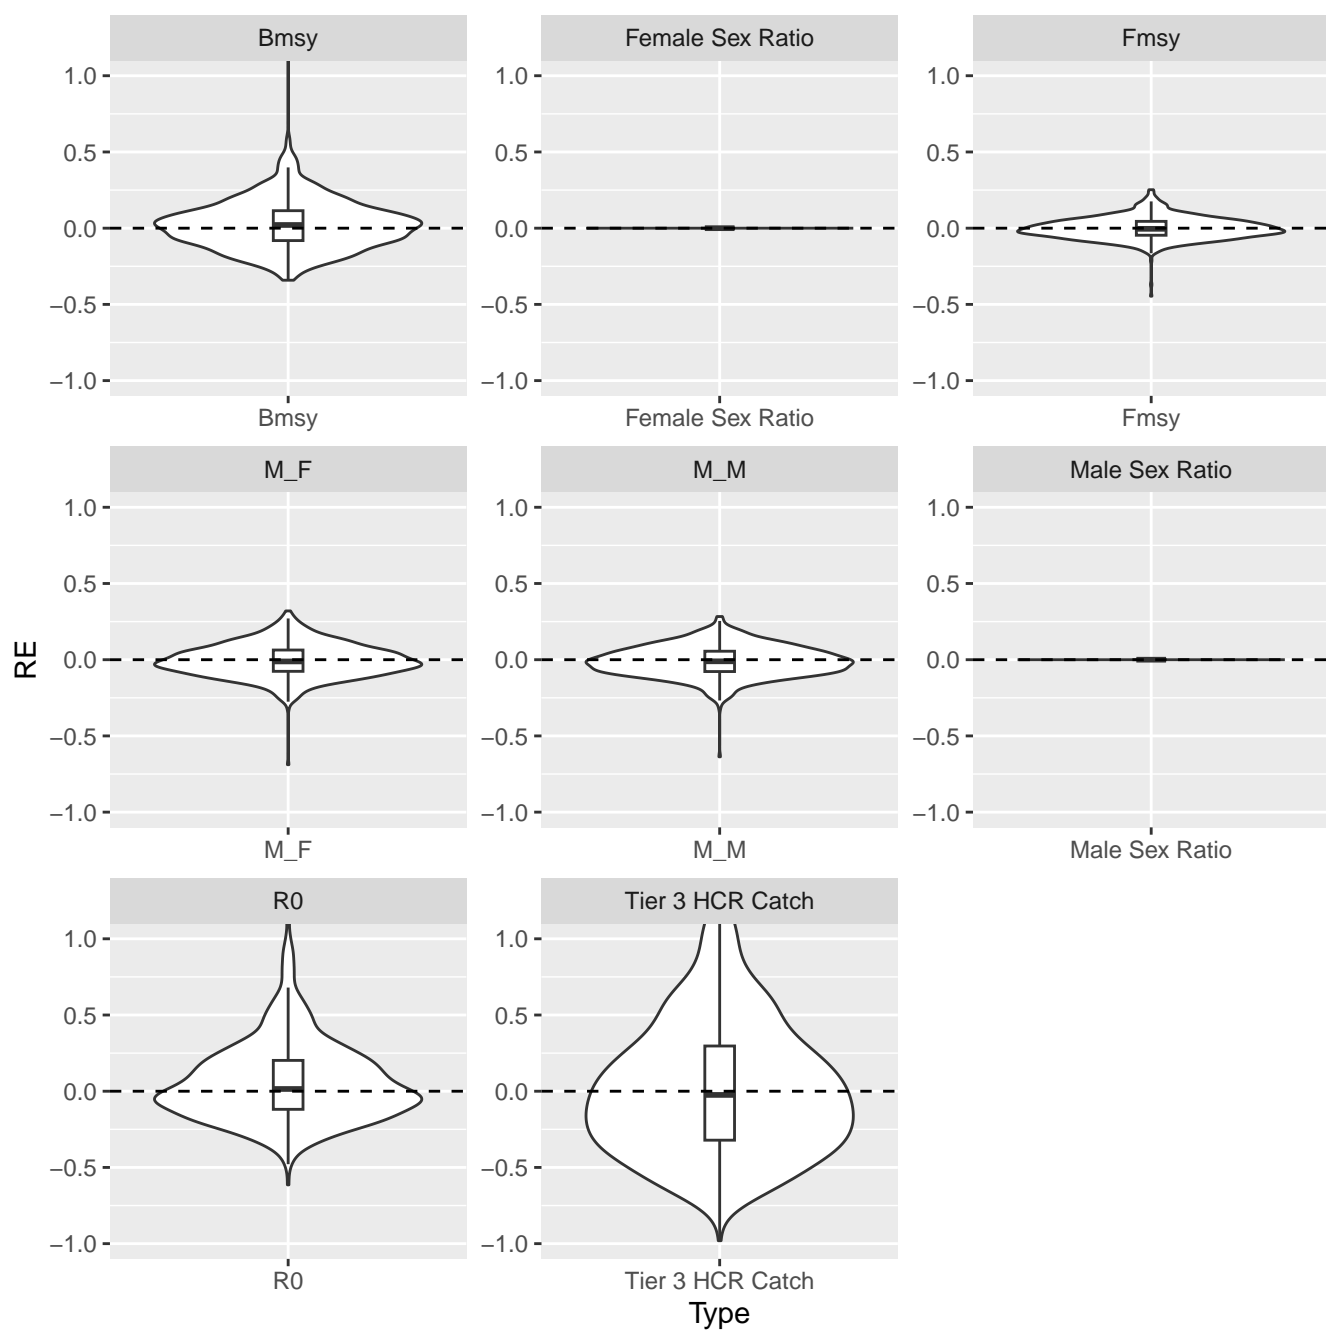 Bmsy Female Sex Ratio Fmsy
1.0 1.0 1.0
0.5 0.5 0.5
0.0 0.0 0.0
−0.5 −0.5 −0.5
−1.0 −1.0 −1.0
Bmsy Female Sex Ratio Fmsy
M_F M_M Male Sex Ratio
1.0 1.0 1.0
0.5 0.5 0.5
RE
0.0 0.0 0.0
−0.5 −0.5 −0.5
−1.0 −1.0 −1.0
M_F M_M Male Sex Ratio
R0 Tier 3 HCR Catch
1.0 1.0
0.5 0.5
0.0 0.0
−0.5 −0.5
−1.0 −1.0
R0 Tier 3 HCR Catch
Type